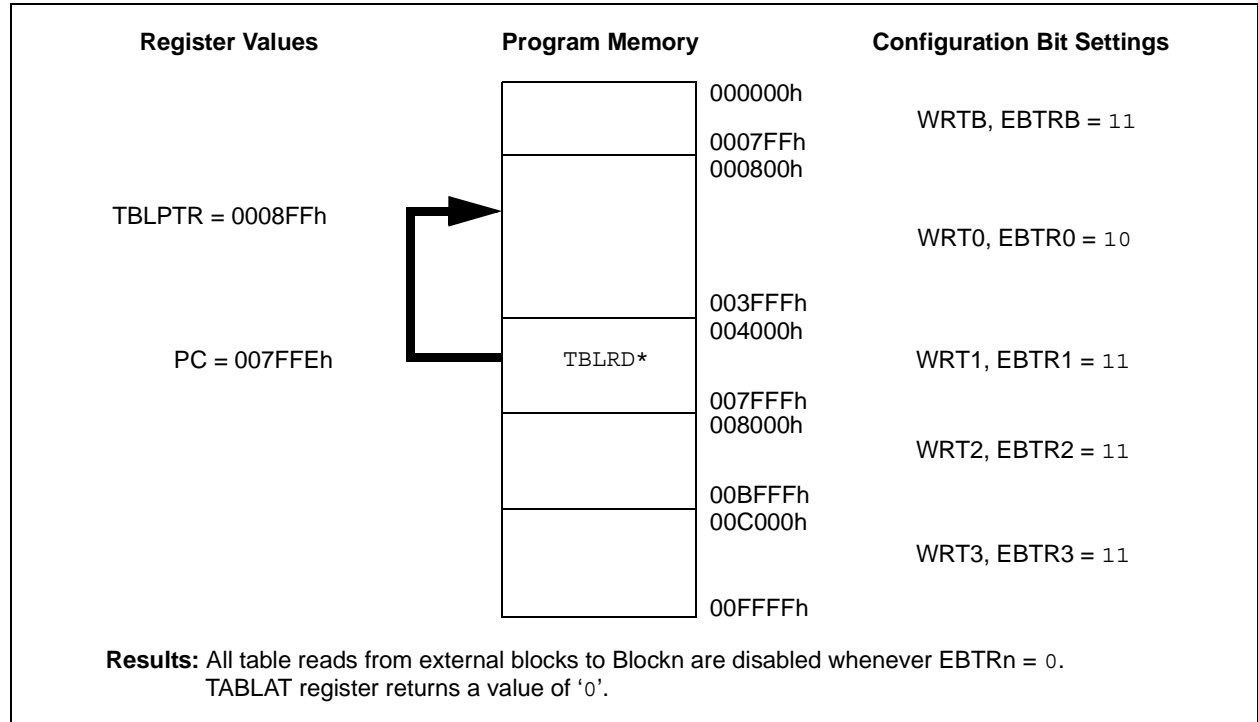 Register Values Program Memory Configuration Bit Settings
000000h
WRTB, EBTRB = 11
0007FFh
000800h
TBLPTR = 0008FFh
WRT0, EBTR0 = 10
003FFFh
004000h
PC = 007FFEh TBLRD* WRT1, EBTR1 = 11
007FFFh
008000h
WRT2, EBTR2 = 11
00BFFFh
00C000h
WRT3, EBTR3 = 11
00FFFFh
Results: All table reads from external blocks to Blockn are disabled whenever EBTRn = 0.
TABLAT register returns a value of ‘0’.